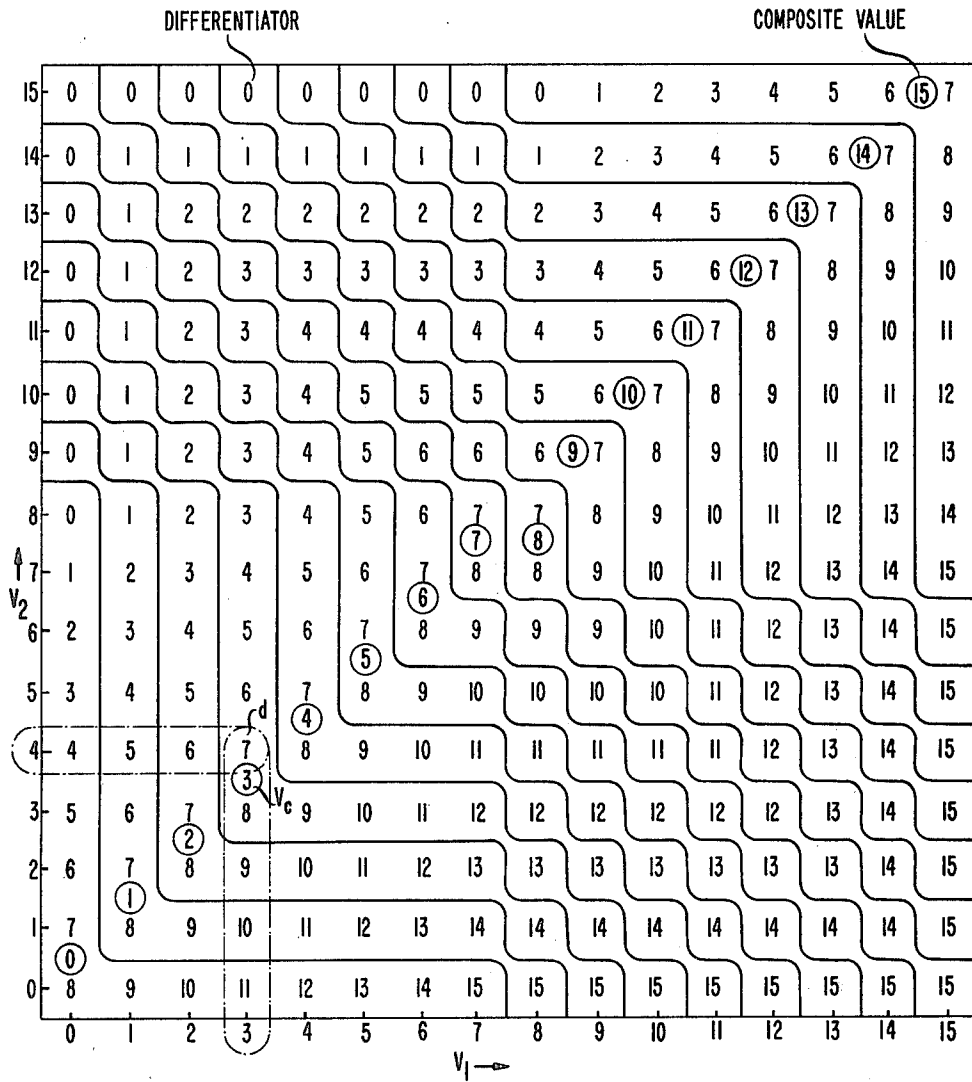 DIFFERENTIATOR COMPOSITE VALUE
15 0 0 0 0 0 0 0 0 0 1 2 3 4 5 6 15 7
14 0 1 1 1 1 1 1 1 1 2 3 4 5 6 14 7 8
13 0 1 2 2 2 2 2 2 2 3 4 5 6 13 7 8 9
12 0 1 2 3 3 3 3 3 3 4 5 6 12 7 8 9 10
11 0 1 2 3 4 4 4 4 4 5 6 11 7 8 9 10 11
10 0 1 2 3 4 5 5 5 5 6 10 7 8 9 10 11 12
9 0 1 2 3 4 5 6 6 6 9 7 8 9 10 11 12 13
8 0 1 2 3 4 5 6 7 7 8 9 10 11 12 13 14
7 8
7 1 2 3 4 5 6 7 8 8 9 10 11 12 13 14 15
V2 6
6 2 3 4 5 6 7 8 9 9 9 10 11 12 13 14 15
5
5 3 4 5 6 7 8 9 10 10 10 10 11 12 13 14 15
d 4
4 4 5 6 7 8 9 10 11 11 11 11 11 12 13 14 15
3 Vc
3 5 6 7 8 9 10 11 12 12 12 12 12 12 13 14 15
2
2 6 7 8 9 10 11 12 13 13 13 13 13 13 13 14 15
1
1 7 8 9 10 11 12 13 14 14 14 14 14 14 14 14 15
0
0 8 9 10 11 12 13 14 15 15 15 15 15 15 15 15 15
0 1 2 3 4 5 6 7 8 9 10 11 12 13 14 15
V1